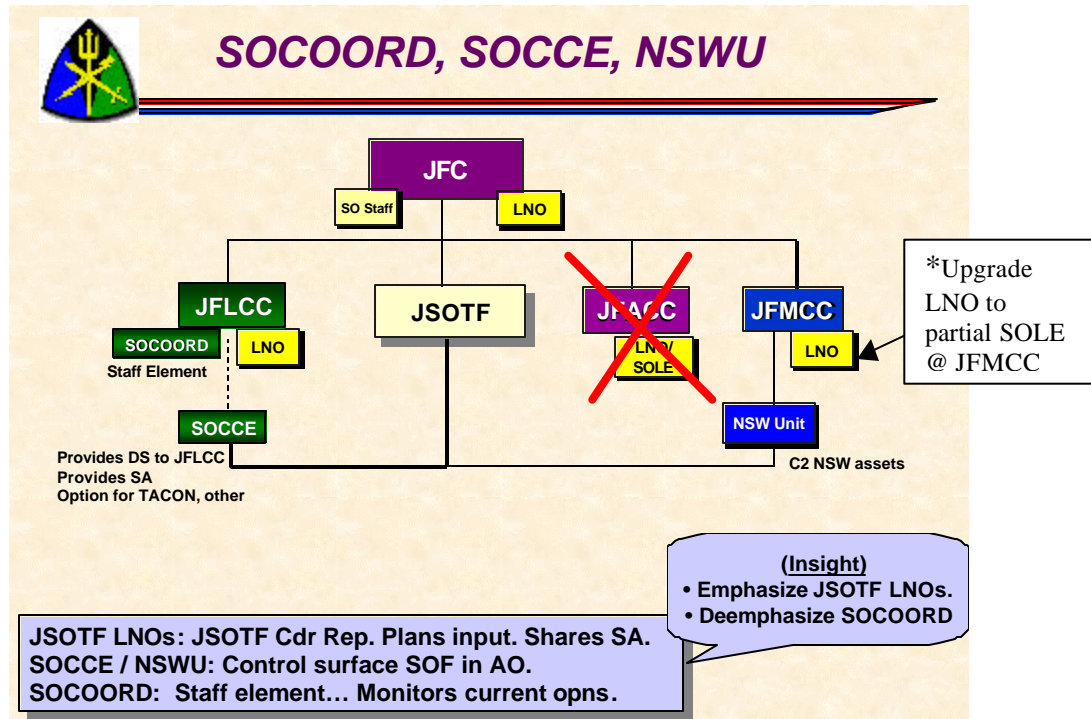 SOCOORD, SOCCE, NSWU
JFC
SO Staff
LNO
JFLCC
SOCOORD
LNO
Staff Element
JSOTF
JFACC
LNO/
SOLE
JFMCC
LNO
*Upgrade
LNO to
partial SOLE
@ JFMCC
SOCCE
NSW Unit
Provides DS to JFLCC
Provides SA
Option for TACON, other
C2 NSW assets
(Insight)
• Emphasize JSOTF LNOs.
• Deemphasize SOCOORD
JSOTF LNOs: JSOTF Cdr Rep. Plans input. Shares SA.
SOCCE / NSWU: Control surface SOF in AO.
SOCOORD: Staff element… Monitors current opns.